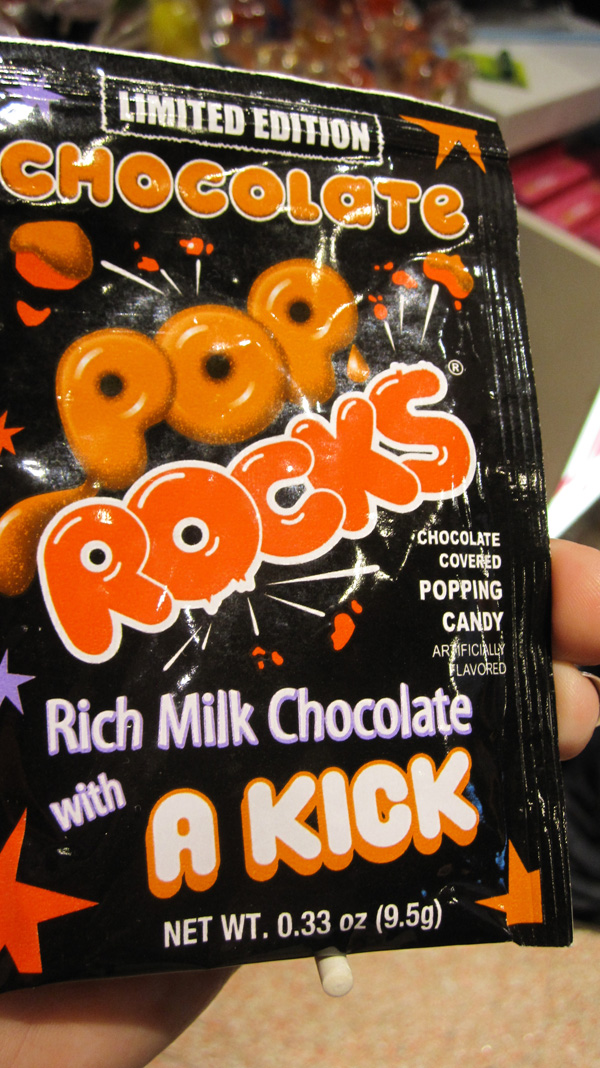 LIMITED EDITION
CHOCOLATE
POP
ROCKS®
CHOCOLATE
COVERED
POPPING
CANDY
ARTIFICIALLY
FLAVORED
Rich Milk Chocolate
with
A KICK
NET WT. 0.33 oz (9.5g)